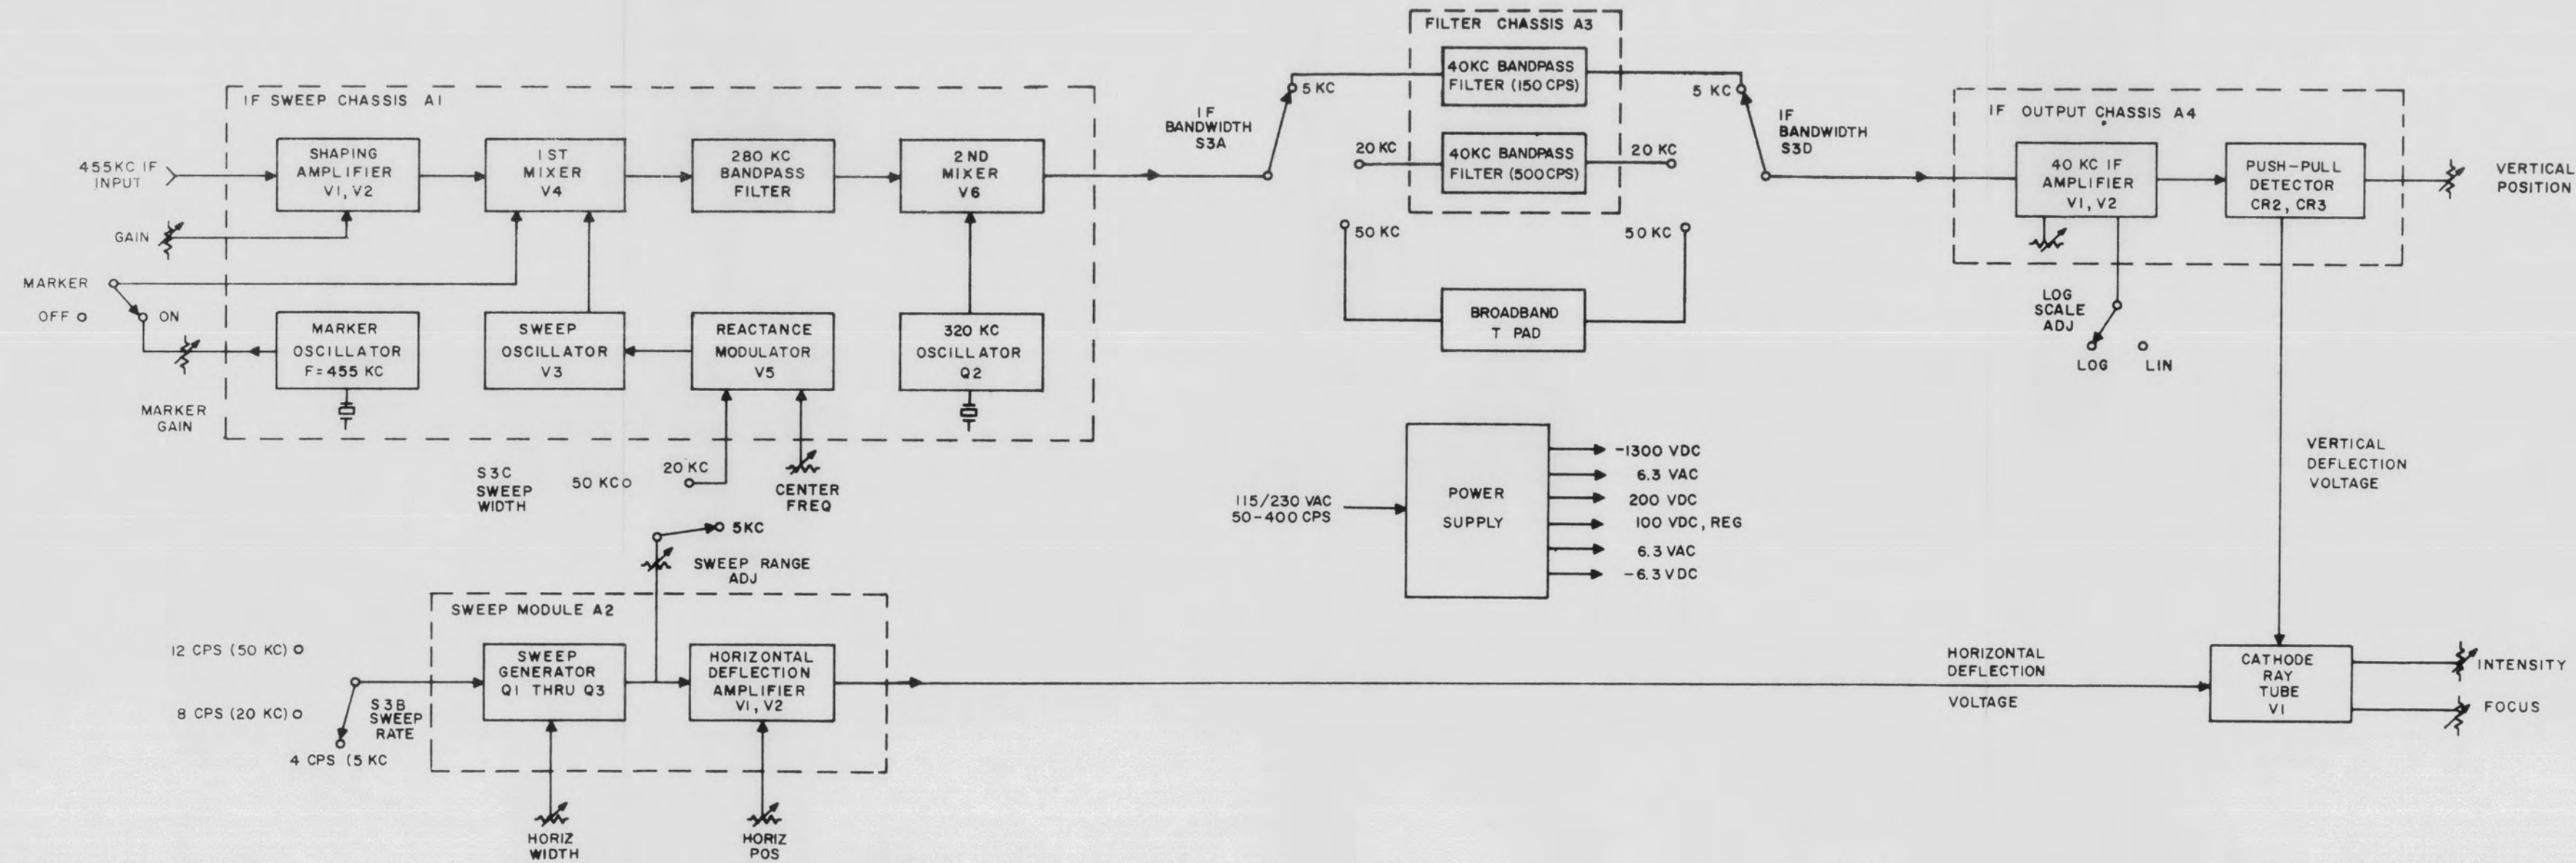 FILTER CHASSIS A3
40KC BANDPASS
FILTER (150 CPS)
5 KC
5 KC
IF
BANDWIDTH
S3A
IF
BANDWIDTH
S3D
20 KC
40KC BANDPASS
FILTER (500CPS)
20 KC
50 KC
50 KC
BROADBAND
T PAD
IF SWEEP CHASSIS A1
455KC IF
INPUT
SHAPING
AMPLIFIER
V1, V2
1ST
MIXER
V4
280 KC
BANDPASS
FILTER
2ND
MIXER
V6
GAIN
MARKER
OFF
ON
MARKER
OSCILLATOR
F=455 KC
SWEEP
OSCILLATOR
V3
REACTANCE
MODULATOR
V5
320 KC
OSCILLATOR
Q2
MARKER
GAIN
IF OUTPUT CHASSIS A4
40 KC IF
AMPLIFIER
V1, V2
PUSH-PULL
DETECTOR
CR2, CR3
VERTICAL
POSITION
LOG
SCALE
ADJ
LOG
LIN
S3C
SWEEP
WIDTH
50 KC
20 KC
CENTER
FREQ
5KC
SWEEP RANGE
ADJ
115/230 VAC
50-400 CPS
POWER
SUPPLY
-1300 VDC
6.3 VAC
200 VDC
100 VDC, REG
6.3 VAC
-6.3 VDC
VERTICAL
DEFLECTION
VOLTAGE
SWEEP MODULE A2
12 CPS (50 KC)
8 CPS (20 KC)
4 CPS (5 KC
S3B
SWEEP
RATE
SWEEP
GENERATOR
Q1 THRU Q3
HORIZONTAL
DEFLECTION
AMPLIFIER
V1, V2
HORIZ
WIDTH
HORIZ
POS
HORIZONTAL
DEFLECTION
VOLTAGE
CATHODE
RAY
TUBE
V1
INTENSITY
FOCUS